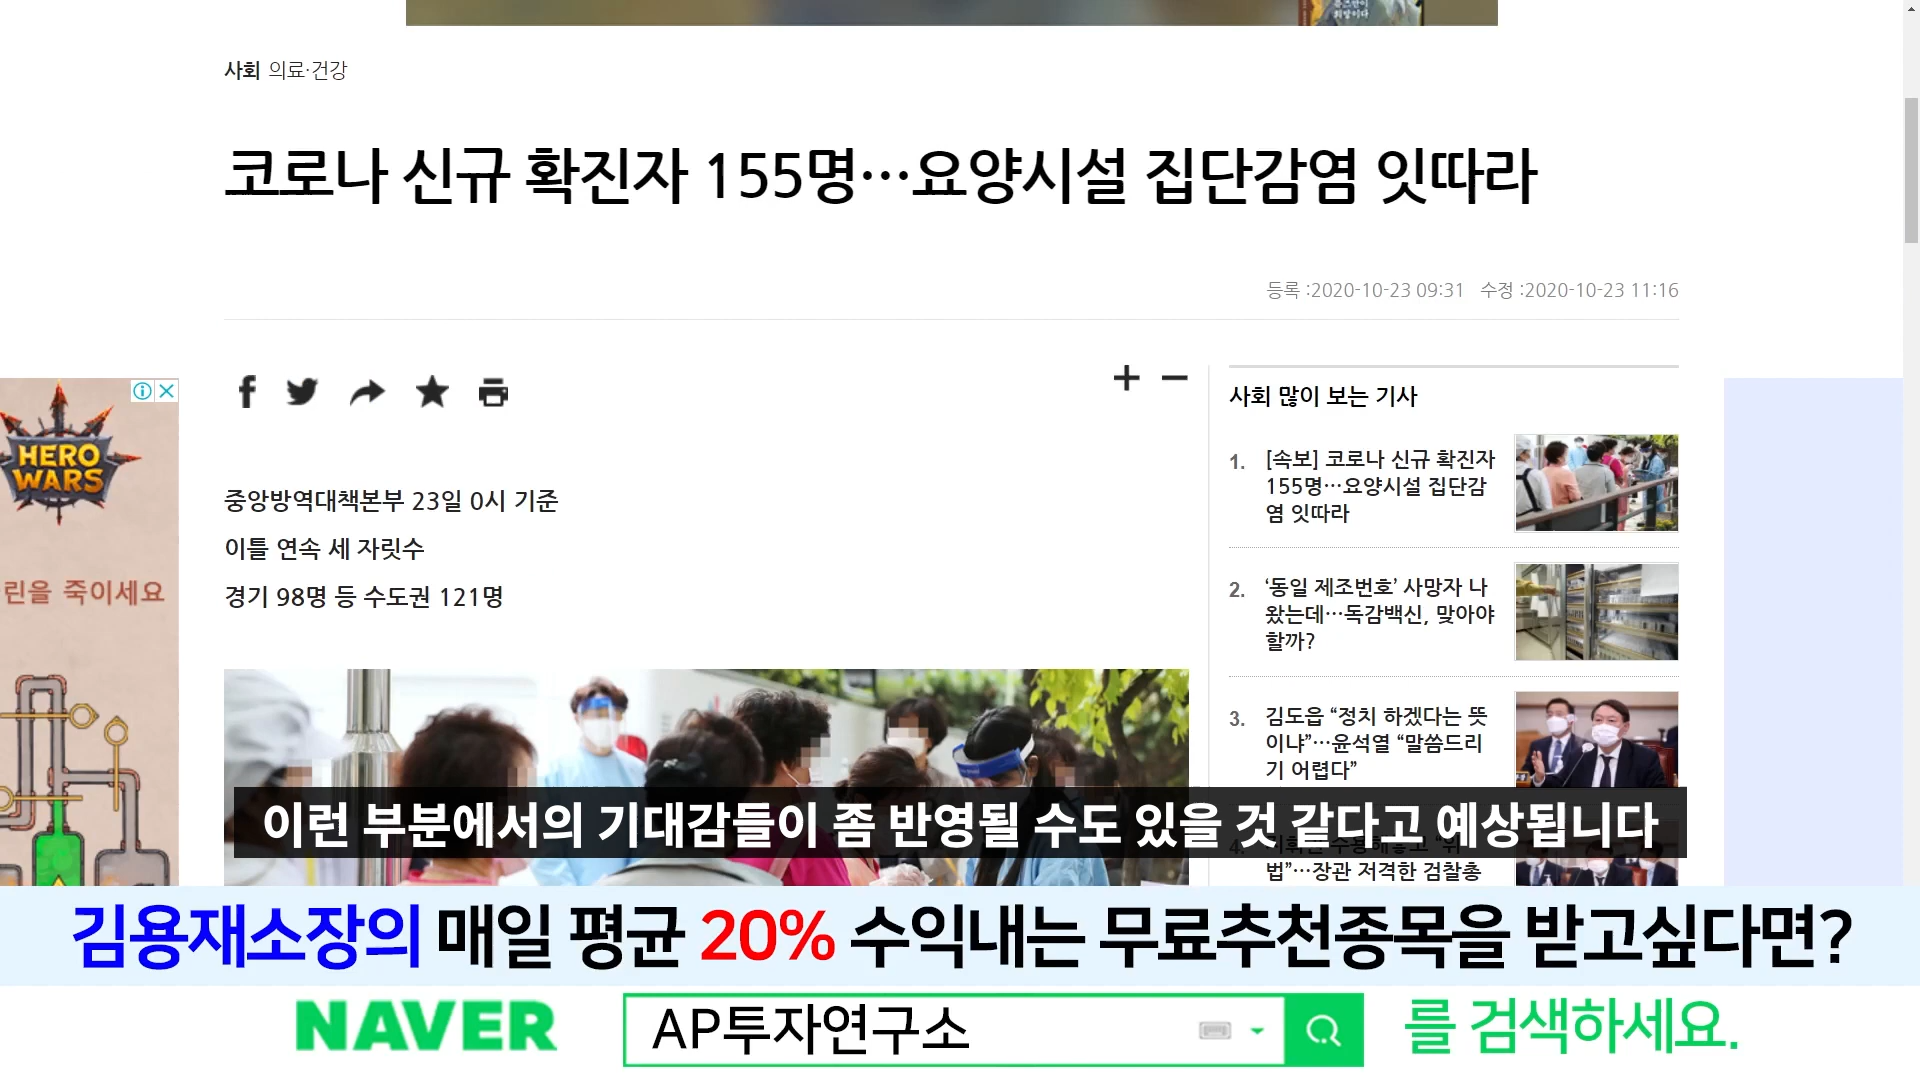 사회 의료·건강
코로나 신규 확진자 155명…요양시설 집단감염 잇따라
등록 :2020-10-23 09:31 수정 :2020-10-23 11:16
HERO
WARS
린을 죽이세요
중앙방역대책본부 23일 0시 기준
이틀 연속 세 자릿수
경기 98명 등 수도권 121명
사회 많이 보는 기사
1. [속보] 코로나 신규 확진자
155명…요양시설 집단감
염 잇따라
2. ‘동일 제조번호’ 사망자 나
왔는데…독감백신, 맞아야
할까?
3. 김도읍 “정치 하겠다는 뜻
이냐”…윤석열 “말씀드리
기 어렵다”
법”…장관 저격한 검찰총
이런 부분에서의 기대감들이 좀 반영될 수도 있을 것 같다고 예상됩니다
김용재소장의 매일 평균 20% 수익내는 무료추천종목을 받고싶다면?
NAVER AP투자연구소 를 검색하세요.